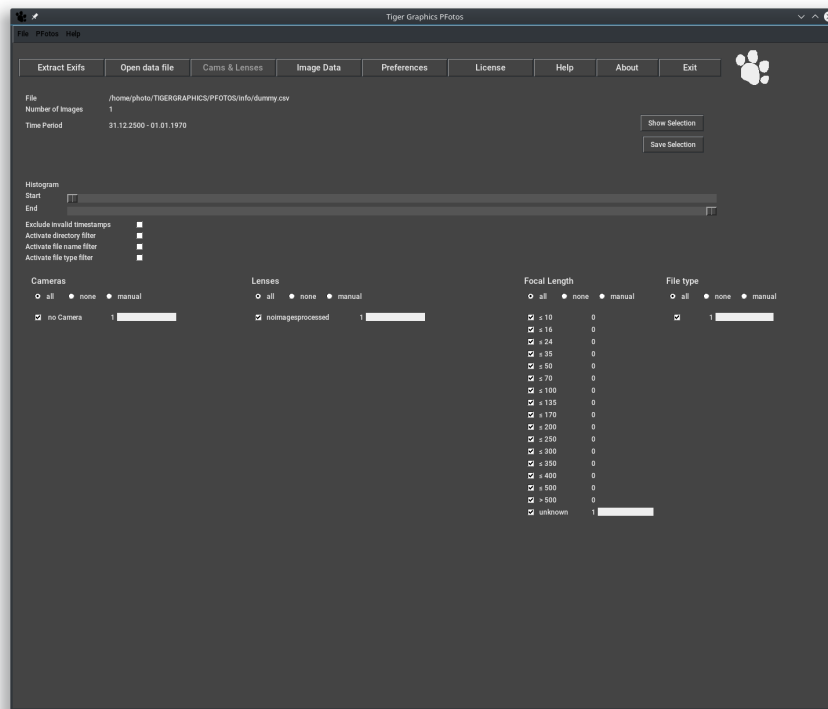 Tiger Graphics PFotos
File PFotos Help
Extract Exifs Open data file Cams & Lenses Image Data Preferences License Help About Exit
File /home/photo/TIGERGRAPHICS/PFOTOS/info/dummy.csv
Number of Images 1
Time Period 31.12.2500 - 01.01.1970
Show Selection
Save Selection
Histogram
Start
End
Exclude invalid timestamps
Activate directory filter
Activate file name filter
Activate file type filter
Cameras Lenses Focal Length File type
all none manual all none manual all none manual all none manual
no Camera 1 noimagesprocessed 1 ≤ 10 0 1
≤ 16 0
≤ 24 0
≤ 35 0
≤ 50 0
≤ 70 0
≤ 100 0
≤ 135 0
≤ 170 0
≤ 200 0
≤ 250 0
≤ 300 0
≤ 350 0
≤ 400 0
≤ 500 0
> 500 0
unknown 1